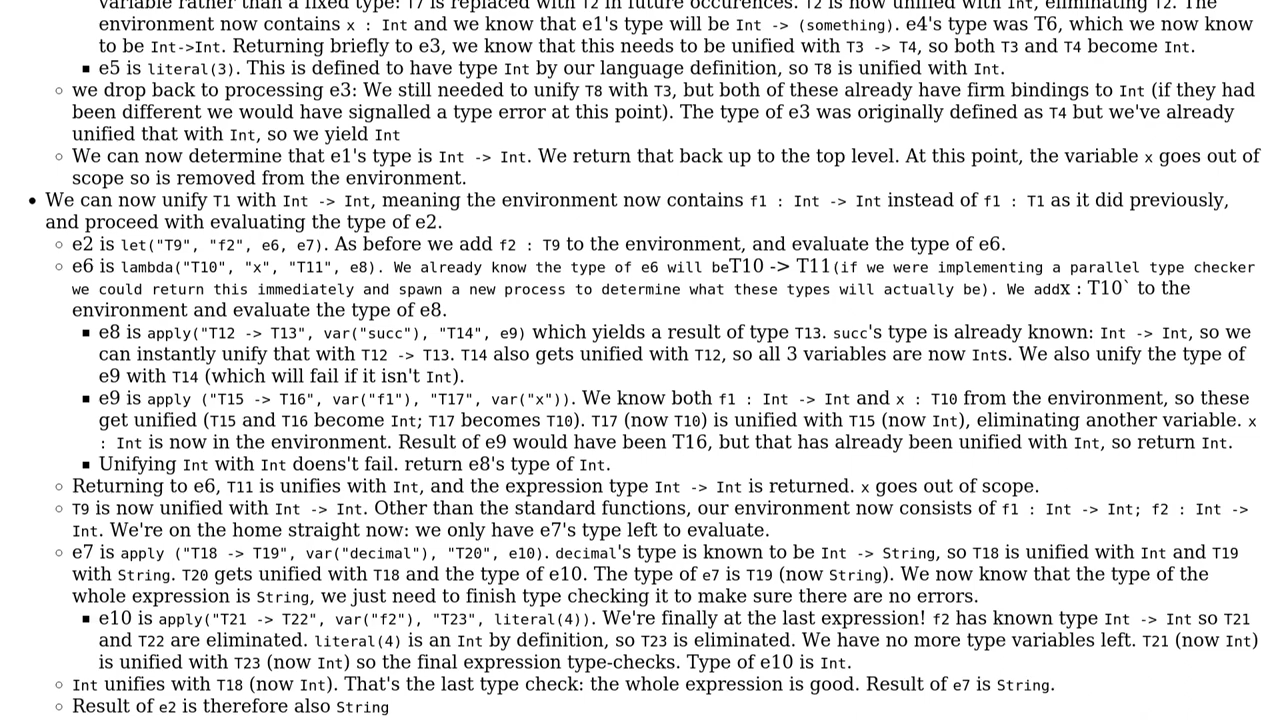 variable rather than a fixed type: T7 is replaced with T2 in future occurences. T2 is now unified with Int, eliminating T2. The
environment now contains x : Int and we know that e1's type will be Int -> (something). e4's type was T6, which we now know
to be Int->Int. Returning briefly to e3, we know that this needs to be unified with T3 -> T4, so both T3 and T4 become Int.
▪ e5 is literal(3). This is defined to have type Int by our language definition, so T8 is unified with Int.
◦ we drop back to processing e3: We still needed to unify T8 with T3, but both of these already have firm bindings to Int (if they had
been different we would have signalled a type error at this point). The type of e3 was originally defined as T4 but we've already
unified that with Int, so we yield Int
◦ We can now determine that e1's type is Int -> Int. We return that back up to the top level. At this point, the variable x goes out of
scope so is removed from the environment.
• We can now unify T1 with Int -> Int, meaning the environment now contains f1 : Int -> Int instead of f1 : T1 as it did previously,
and proceed with evaluating the type of e2.
◦ e2 is let("T9", "f2", e6, e7). As before we add f2 : T9 to the environment, and evaluate the type of e6.
◦ e6 is lambda("T10", "x", "T11", e8). We already know the type of e6 will beT10 -> T11(if we were implementing a parallel type checker
we could return this immediately and spawn a new process to determine what these types will actually be). We addx : T10` to the
environment and evaluate the type of e8.
▪ e8 is apply("T12 -> T13", var("succ"), "T14", e9) which yields a result of type T13. succ's type is already known: Int -> Int, so we
can instantly unify that with T12 -> T13. T14 also gets unified with T12, so all 3 variables are now Ints. We also unify the type of
e9 with T14 (which will fail if it isn't Int).
▪ e9 is apply ("T15 -> T16", var("f1"), "T17", var("x")). We know both f1 : Int -> Int and x : T10 from the environment, so these
get unified (T15 and T16 become Int; T17 becomes T10). T17 (now T10) is unified with T15 (now Int), eliminating another variable. x
: Int is now in the environment. Result of e9 would have been T16, but that has already been unified with Int, so return Int.
▪ Unifying Int with Int doens't fail. return e8's type of Int.
◦ Returning to e6, T11 is unifies with Int, and the expression type Int -> Int is returned. x goes out of scope.
◦ T9 is now unified with Int -> Int. Other than the standard functions, our environment now consists of f1 : Int -> Int; f2 : Int ->
Int. We're on the home straight now: we only have e7's type left to evaluate.
◦ e7 is apply ("T18 -> T19", var("decimal"), "T20", e10). decimal's type is known to be Int -> String, so T18 is unified with Int and T19
with String. T20 gets unified with T18 and the type of e10. The type of e7 is T19 (now String). We now know that the type of the
whole expression is String, we just need to finish type checking it to make sure there are no errors.
▪ e10 is apply("T21 -> T22", var("f2"), "T23", literal(4)). We're finally at the last expression! f2 has known type Int -> Int so T21
and T22 are eliminated. literal(4) is an Int by definition, so T23 is eliminated. We have no more type variables left. T21 (now Int)
is unified with T23 (now Int) so the final expression type-checks. Type of e10 is Int.
◦ Int unifies with T18 (now Int). That's the last type check: the whole expression is good. Result of e7 is String.
◦ Result of e2 is therefore also String